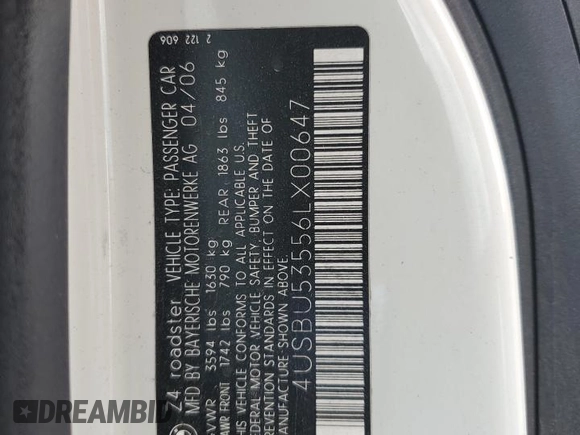 2 122 606
Z4 roadster VEHICLE TYPE: PASSENGER CAR
MFD BY BAYERISCHE MOTORENWERKE AG 04/06
GVWR 3594 lbs 1630 kg
GAWR FRONT 1742 lbs 790 kg REAR 1863 lbs 845 kg
THIS VEHICLE CONFORMS TO ALL APPLICABLE U.S.
FEDERAL MOTOR VEHICLE SAFETY, BUMPER AND THEFT
PREVENTION STANDARDS IN EFFECT ON THE DATE OF
MANUFACTURE SHOWN ABOVE.
4USBU53556LX00647
DREAMBID